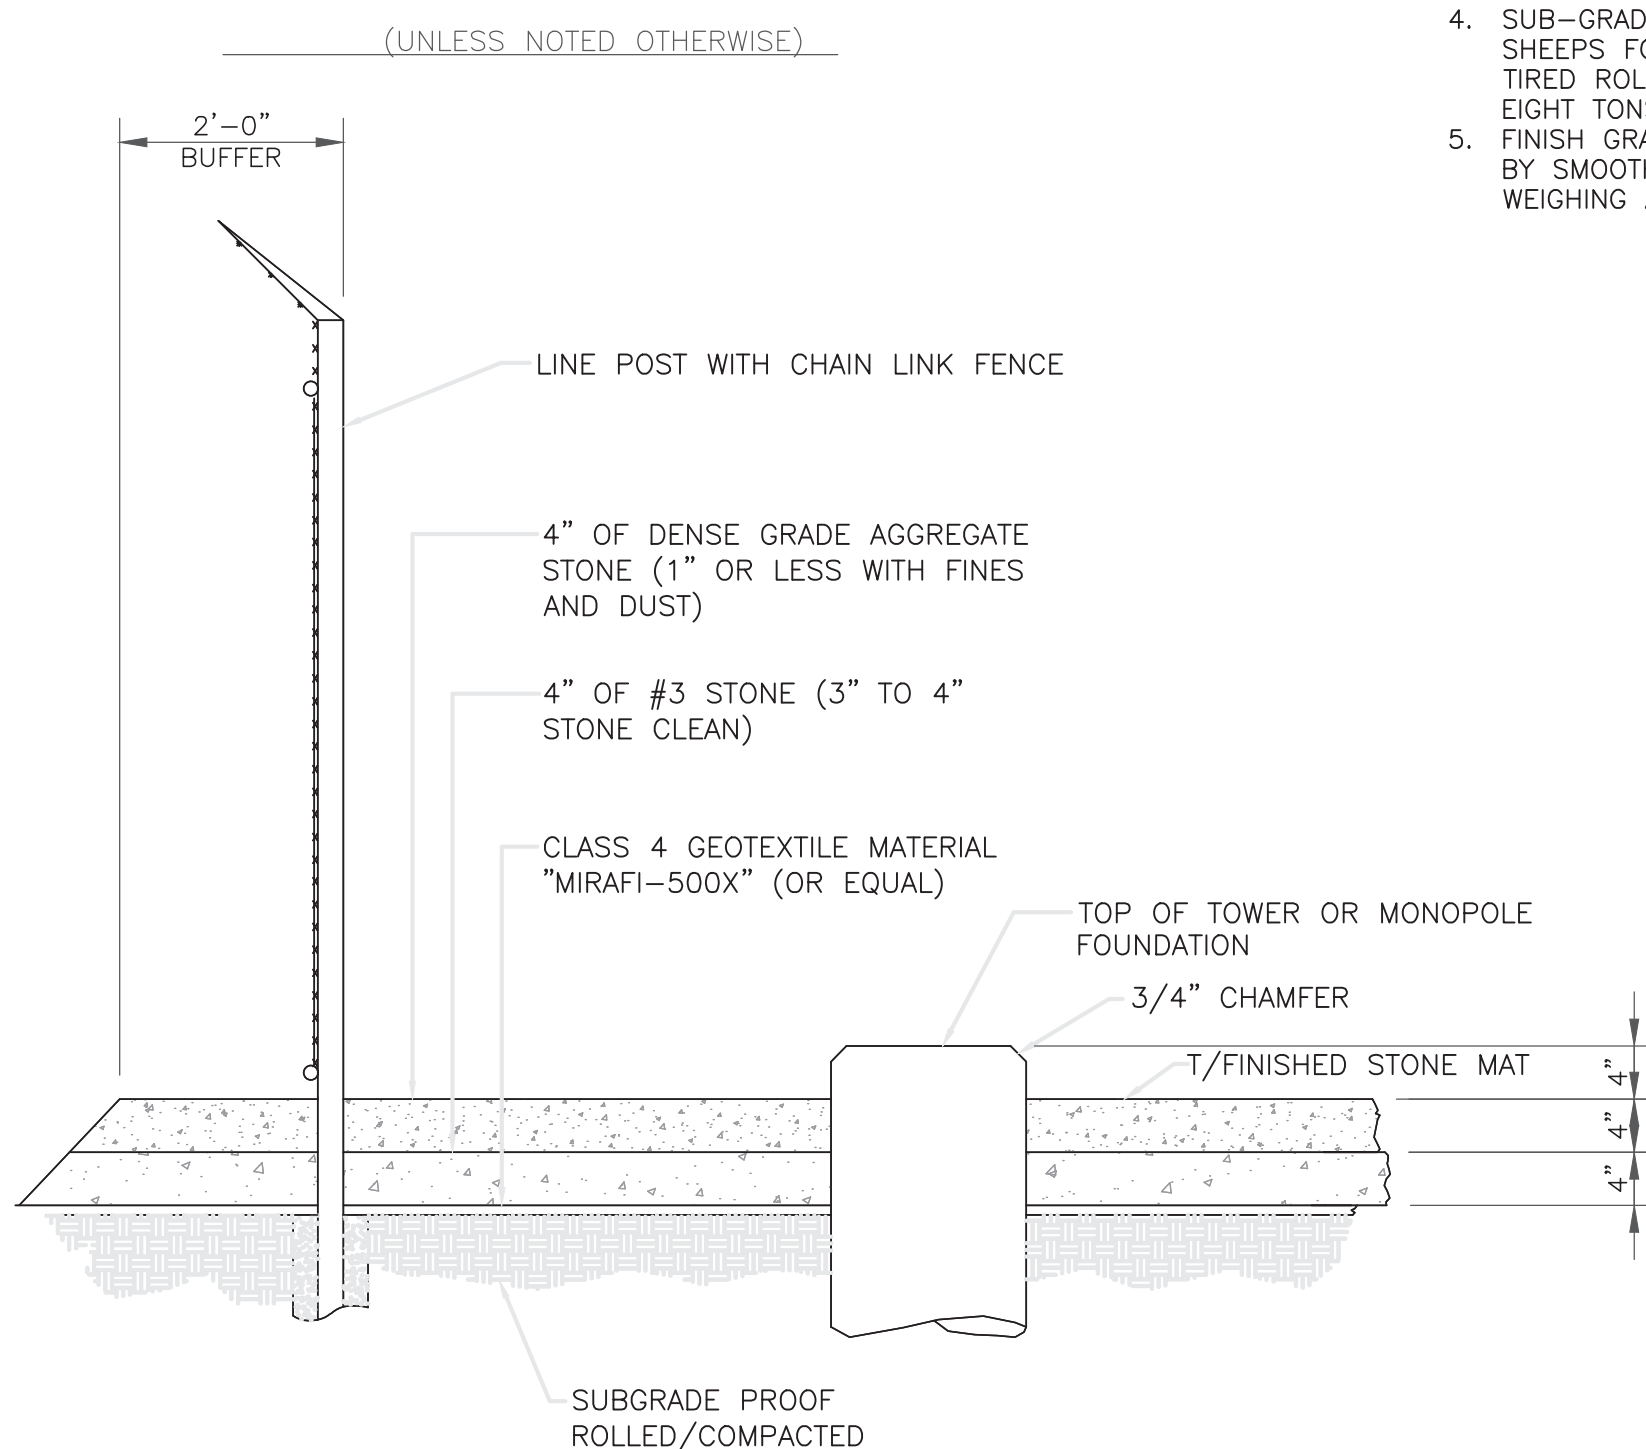 (UNLESS NOTED OTHERWISE)
4. SUB-GRAD
SHEEPS FO
TIRED ROL
EIGHT TON
5. FINISH GRA
BY SMOOT
WEIGHING
2'-0"
BUFFER
LINE POST WITH CHAIN LINK FENCE
4" OF DENSE GRADE AGGREGATE
STONE (1" OR LESS WITH FINES
AND DUST)
4" OF #3 STONE (3" TO 4"
STONE CLEAN)
CLASS 4 GEOTEXTILE MATERIAL
"MIRAFI-500X" (OR EQUAL)
TOP OF TOWER OR MONOPOLE
FOUNDATION
3/4" CHAMFER
T/FINISHED STONE MAT
4"
4"
4"
SUBGRADE PROOF
ROLLED/COMPACTED